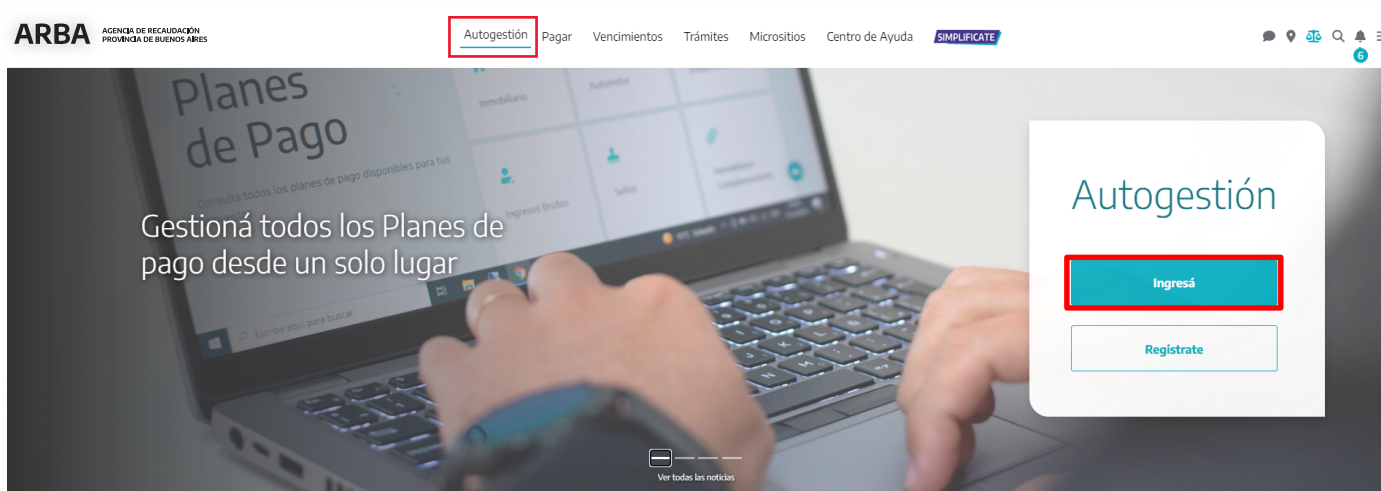 ARBA
AGENCIA DE RECAUDACIÓN
PROVINCIA DE BUENOS AIRES
Autogestión
Pagar
Vencimientos
Trámites
Micrositios
Centro de Ayuda
SIMPLIFICATE
6
Planes
de Pago
Consultá todos los planes de pago disponibles para tus
Inmobiliario
Automotor
Ingresos Brutos
Sellos
Inmobiliario
Complementario
Escribe aquí para buscar
Gestioná todos los Planes de
pago desde un solo lugar
Autogestión
Ingresá
Registrate
Ver todas las noticias